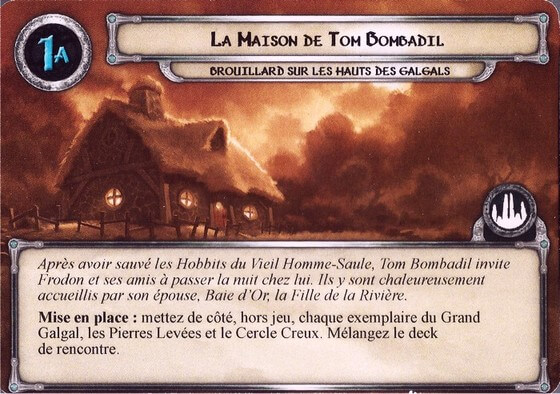 1A
LA MAISON DE TOM BOMBADIL
BROUILLARD SUR LES HAUTS DES GALGALS
Après avoir sauvé les Hobbits du Vieil Homme-Saule, Tom Bombadil invite
Frodon et ses amis à passer la nuit chez lui. Ils y sont chaleureusement
accueillis par son épouse, Baie d'Or, la Fille de la Rivière.
Mise en place : mettez de côté, hors jeu, chaque exemplaire du Grand
Galgal, les Pierres Levées et le Cercle Creux. Mélangez le deck
de rencontre.